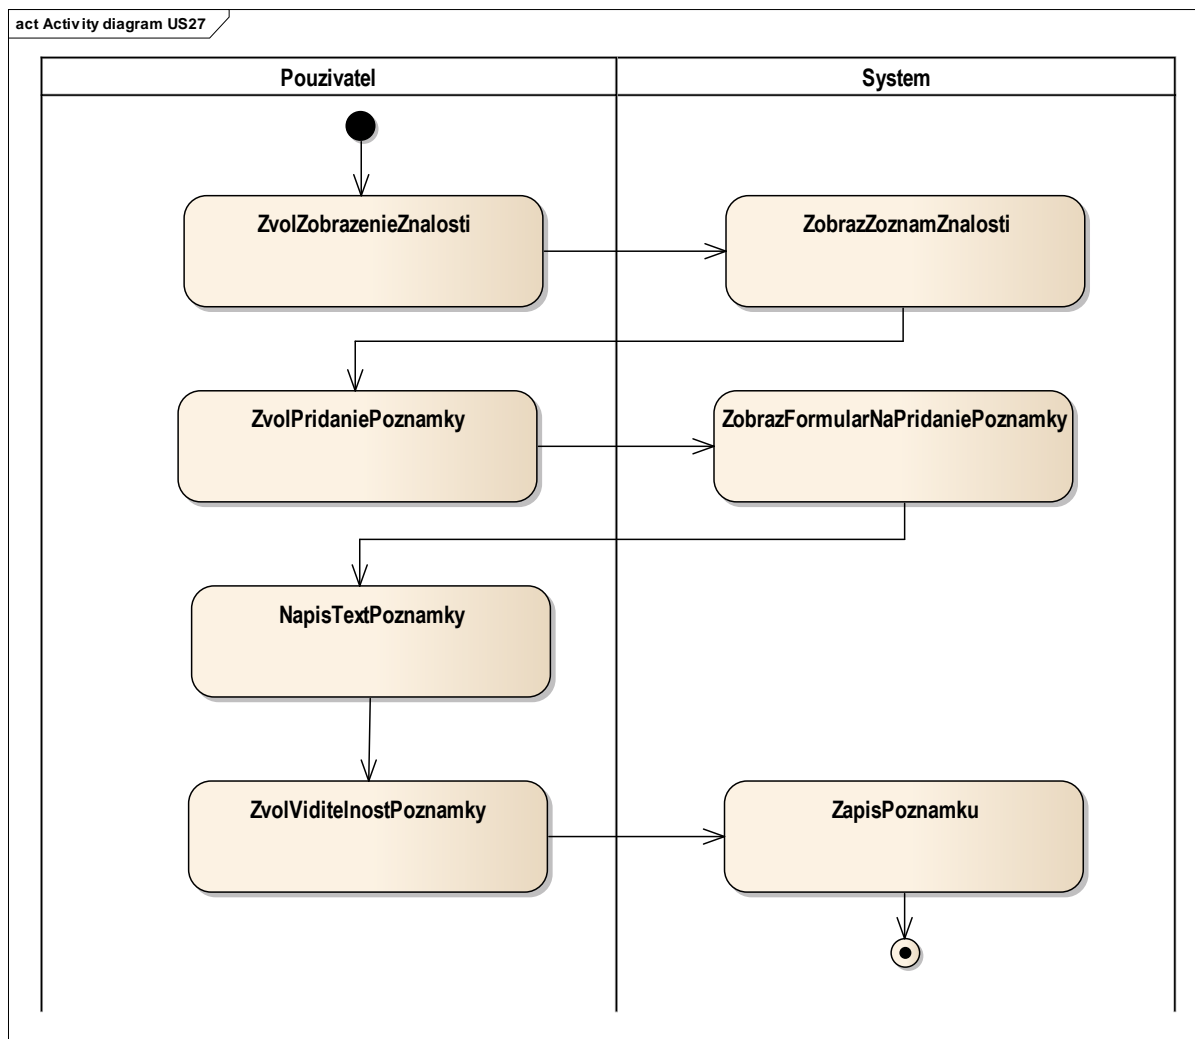 act Activity diagram US27
Pouzivatel
System
ZvolZobrazenieZnalosti
ZobrazZoznamZnalosti
ZvolPridaniePoznamky
ZobrazFormularNaPridaniePoznamky
NapisTextPoznamky
ZvolViditelnostPoznamky
ZapisPoznamku